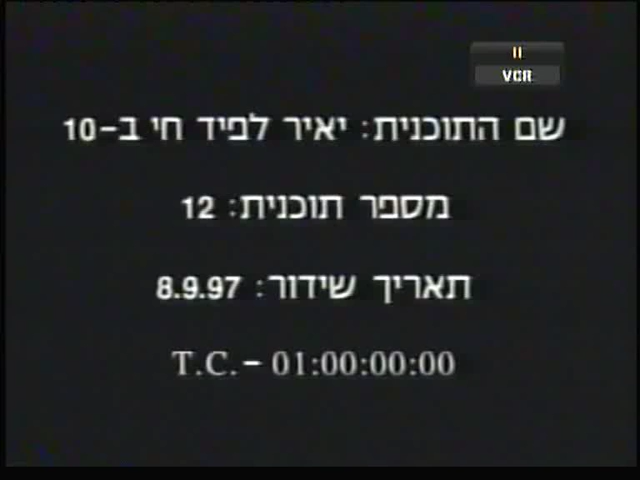 VCR
שם התוכנית: יאיר לפיד חי ב-10
מספר תוכנית: 12
תאריך שידור: 8.9.97
T.C.- 01:00:00:00